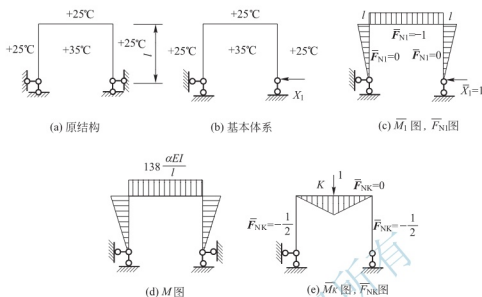 +25℃
+25℃
+35℃
+25℃
l
(a) 原结构
+25℃
+25℃
+35℃
+25℃
X₁
(b) 基本体系
l
l
F̅N1=-1
F̅N1=0
F̅N1=0
X̅₁=1
(c) M̅₁ 图，F̅N1图
138 αEI/l
(d) M 图
1
K
F̅NK=0
F̅NK=-1/2
F̅NK=-1/2
(e) M̅K 图，F̅NK图
所有